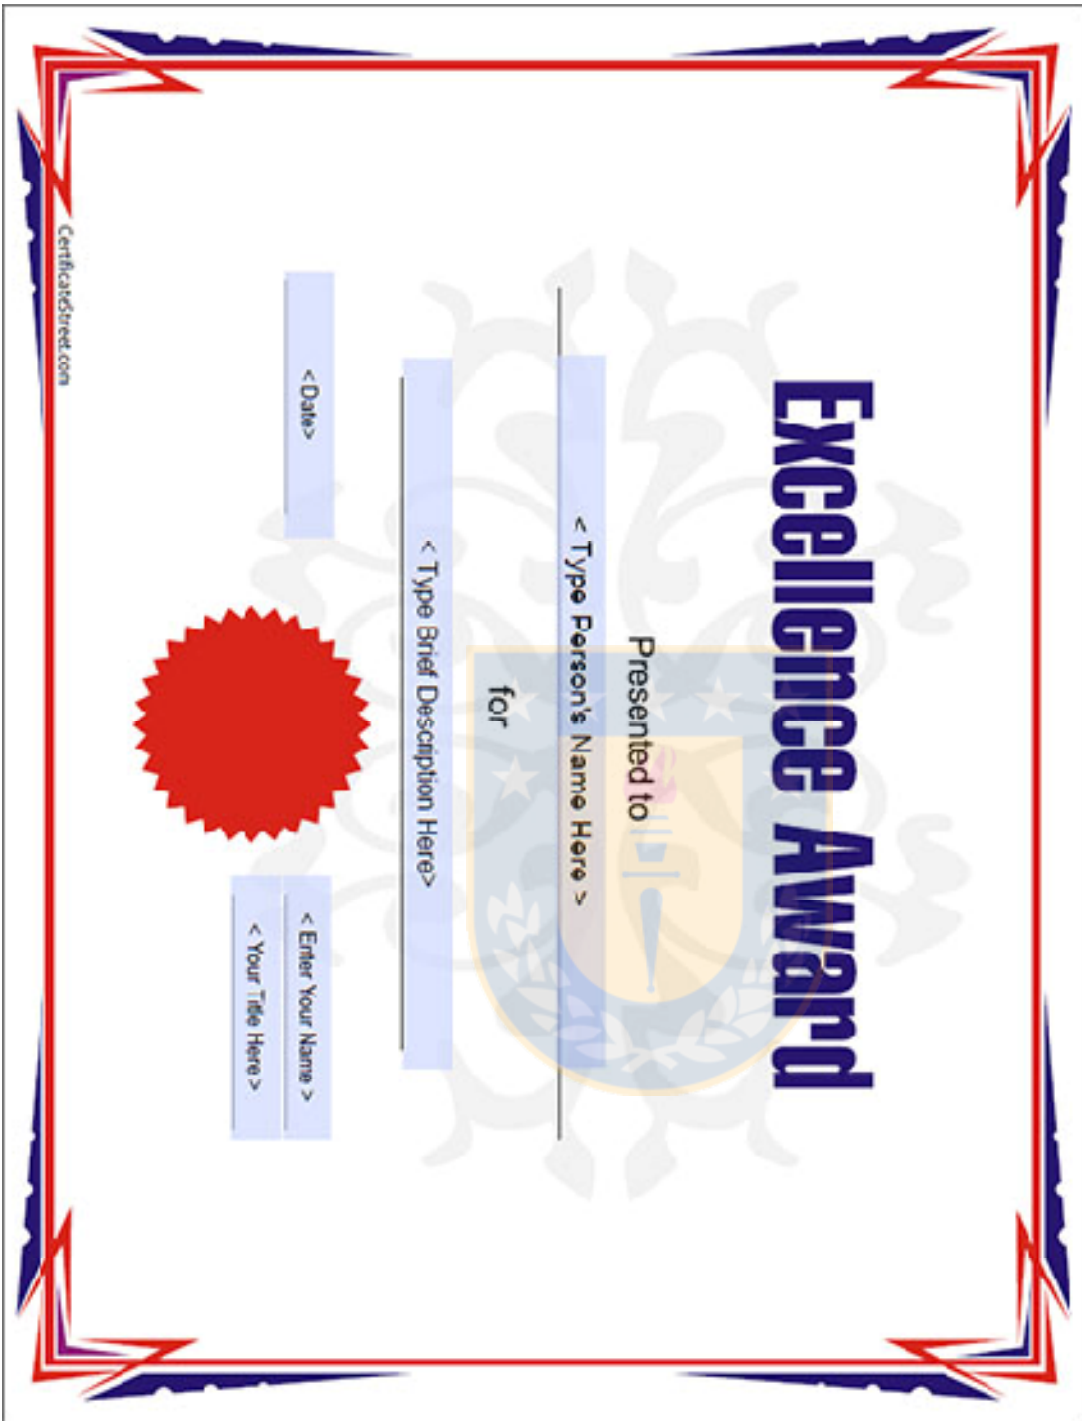 Excellence Award
Presented to
< Type Person's Name Here >
for
< Type Brief Description Here>
<Date>
< Enter Your Name >
< Your Title Here >
CertificateStreet.com